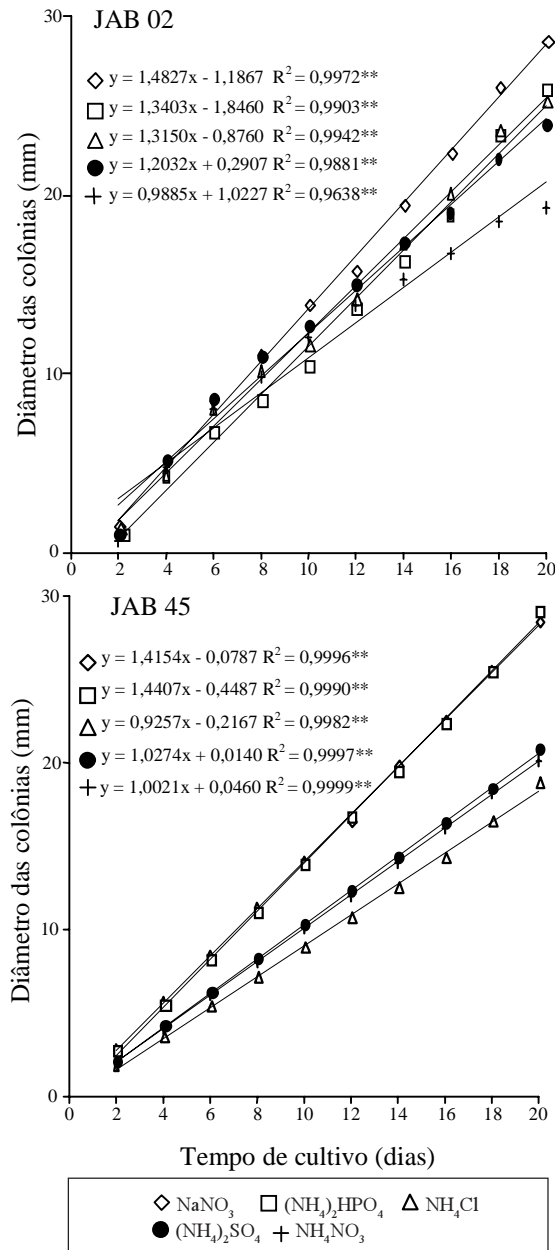 JAB 02
y = 1,4827x - 1,1867 R² = 0,9972**
y = 1,3403x - 1,8460 R² = 0,9903**
y = 1,3150x - 0,8760 R² = 0,9942**
y = 1,2032x + 0,2907 R² = 0,9881**
y = 0,9885x + 1,0227 R² = 0,9638**
Diâmetro das colônias (mm)
30
20
10
0
0 2 4 6 8 10 12 14 16 18 20
JAB 45
y = 1,4154x - 0,0787 R² = 0,9996**
y = 1,4407x - 0,4487 R² = 0,9990**
y = 0,9257x - 0,2167 R² = 0,9982**
y = 1,0274x + 0,0140 R² = 0,9997**
y = 1,0021x + 0,0460 R² = 0,9999**
Diâmetro das colônias (mm)
30
20
10
0
0 2 4 6 8 10 12 14 16 18 20
Tempo de cultivo (dias)
NaNO₃ (NH₄)₂HPO₄ NH₄Cl
(NH₄)₂SO₄ NH₄NO₃